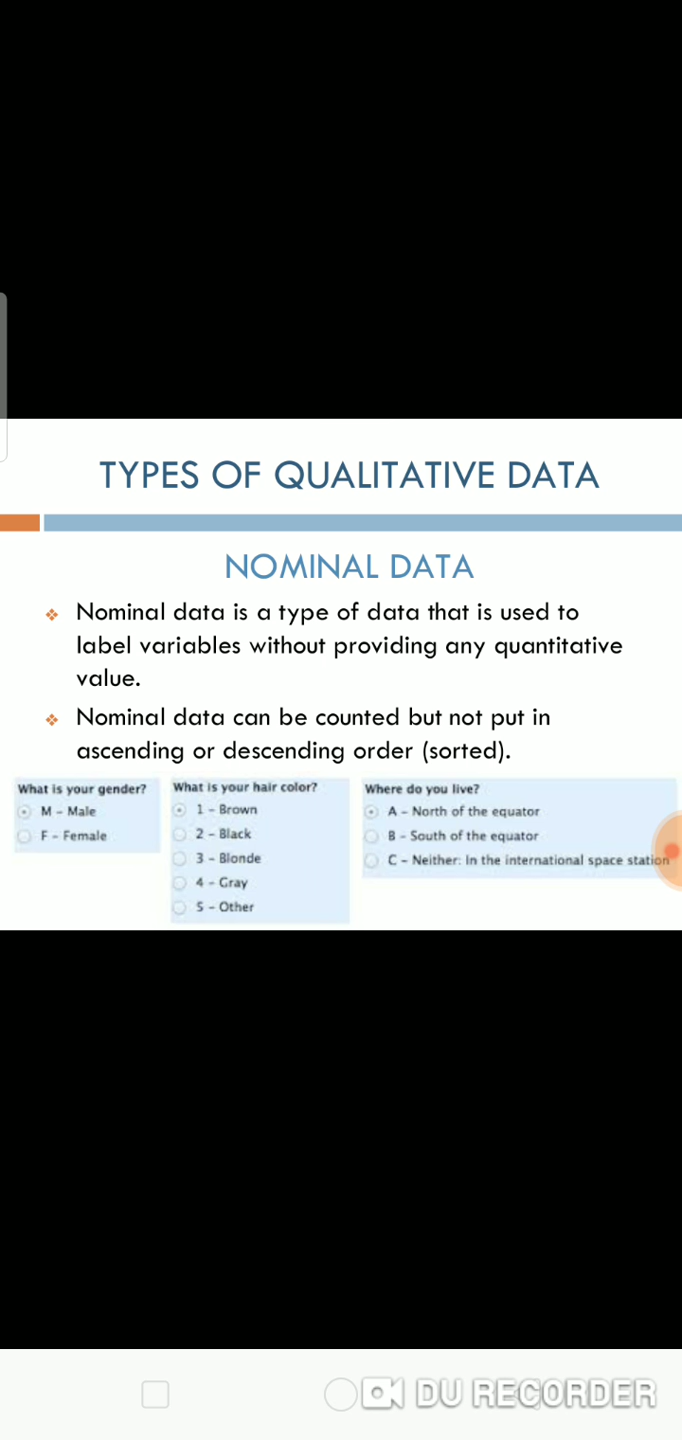 TYPES OF QUALITATIVE DATA
NOMINAL DATA
❖ Nominal data is a type of data that is used to
label variables without providing any quantitative
value.
❖ Nominal data can be counted but not put in
ascending or descending order (sorted).
What is your gender?
M - Male
F - Female
What is your hair color?
1 - Brown
2 - Black
3 - Blonde
4 - Gray
5 - Other
Where do you live?
A - North of the equator
B - South of the equator
C - Neither: In the international space station
DU RECORDER